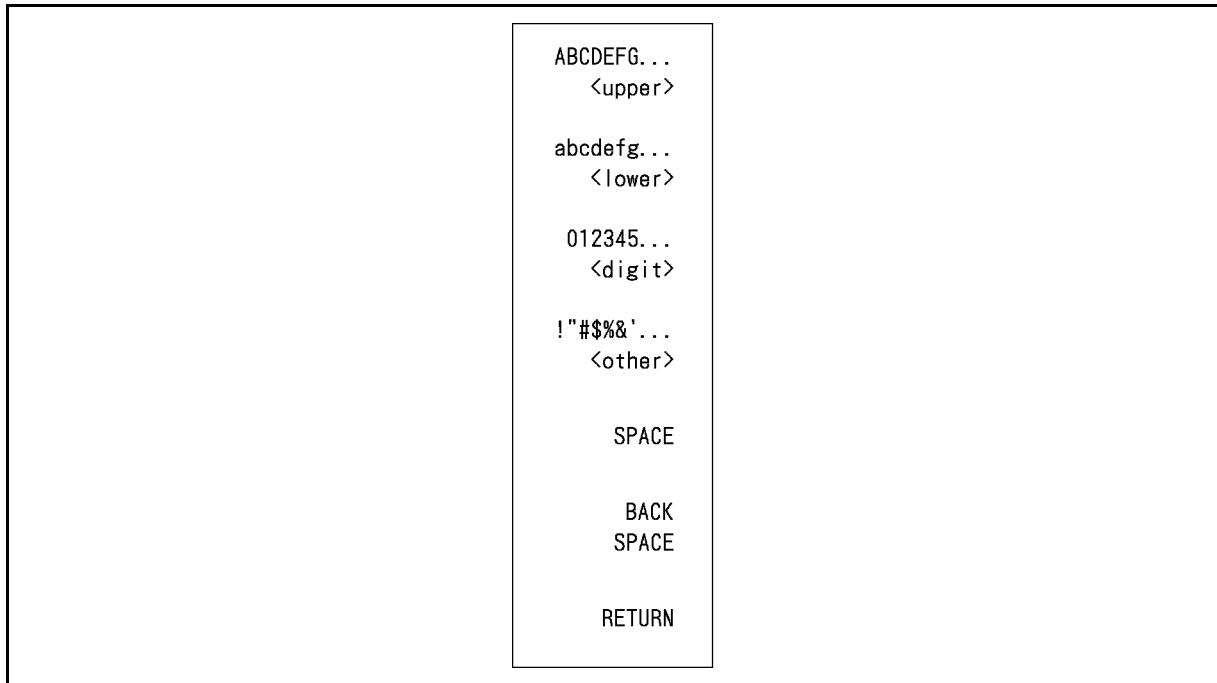 ABCDEFG...
<upper>
abcdefg...
<lower>
012345...
<digit>
!"#$%&'...
<other>
SPACE
BACK
SPACE
RETURN